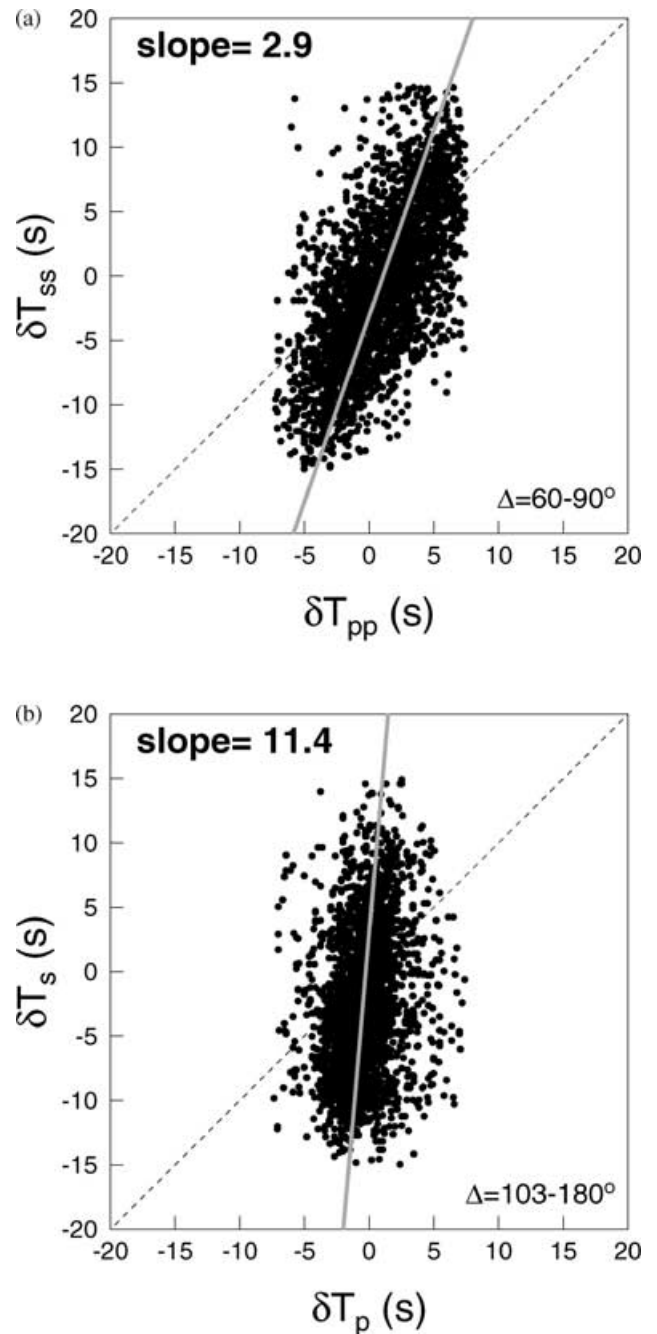 (a)
slope= 2.9
20
15
10
5
0
-5
-10
-15
-20
δTss (s)
Δ=60-90°
-20 -15 -10 -5 0 5 10 15 20
δTpp (s)
(b)
slope= 11.4
20
15
10
5
0
-5
-10
-15
-20
δTs (s)
Δ=103-180°
-20 -15 -10 -5 0 5 10 15 20
δTp (s)